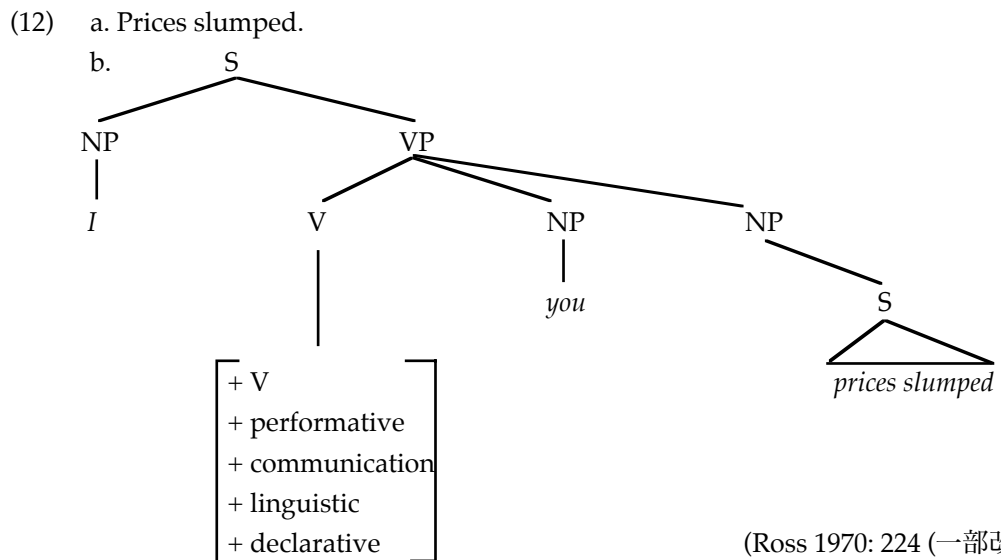 (12) a. Prices slumped.
b. S
NP VP
I V NP NP
you S
prices slumped
+ V
+ performative
+ communication
+ linguistic
+ declarative
(Ross 1970: 224 (一部改